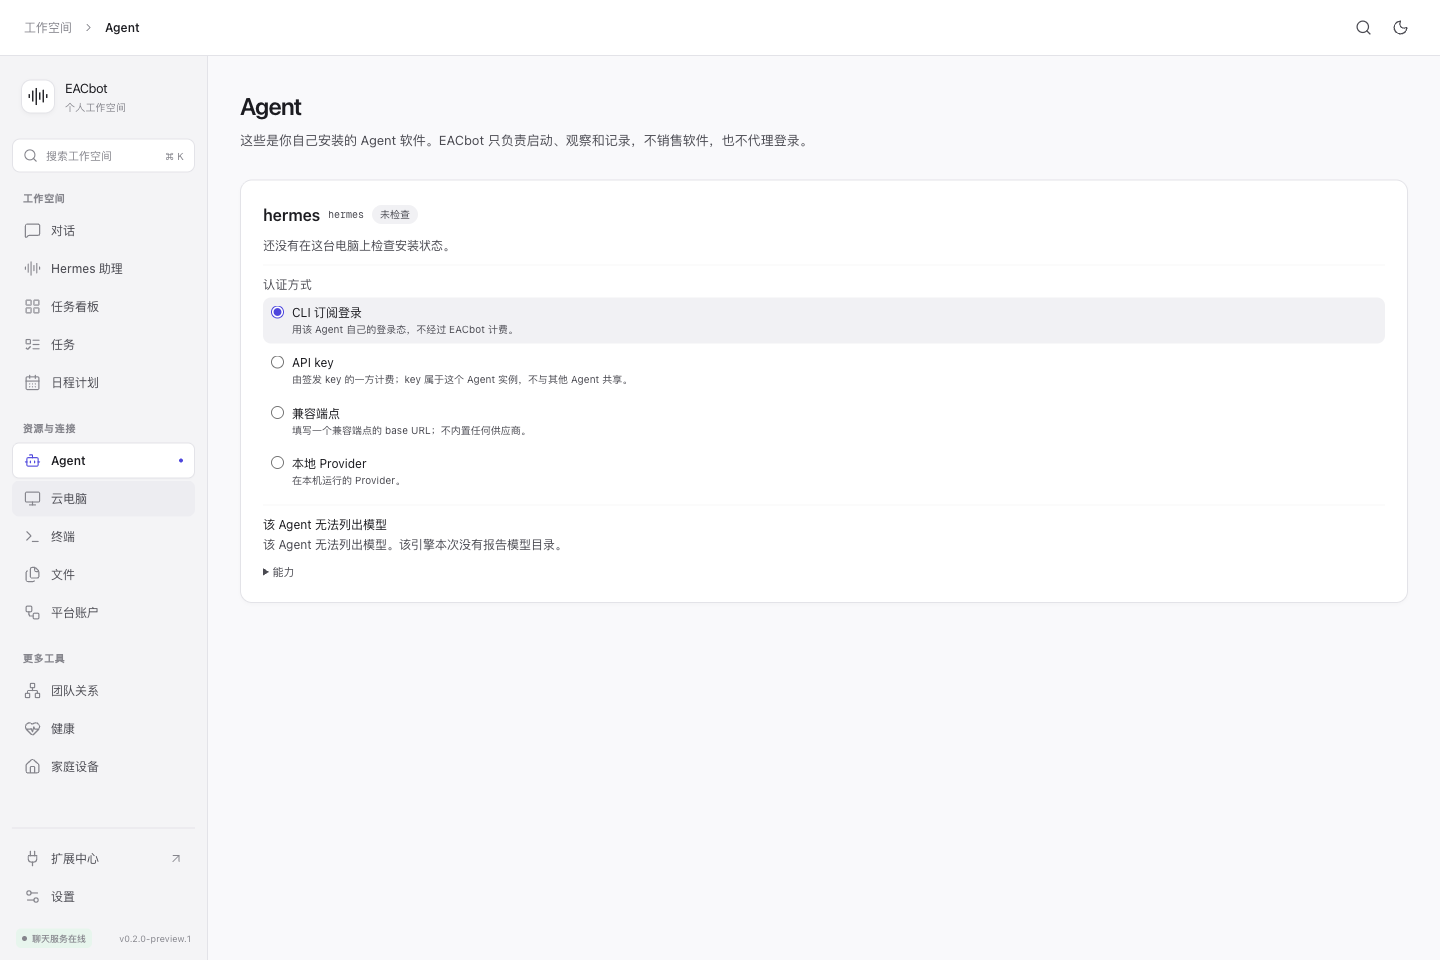 工作空间 > Agent
EACbot
个人工作空间
搜索工作空间 ⌘ K
工作空间
对话
Hermes 助理
任务看板
任务
日程计划
资源与连接
Agent
云电脑
终端
文件
平台账户
更多工具
团队关系
健康
家庭设备
扩展中心
设置
聊天服务在线 v0.2.0-preview.1
Agent
这些是你自己安装的 Agent 软件。EACbot 只负责启动、观察和记录，不销售软件，也不代理登录。
hermes hermes 未检查
还没有在这台电脑上检查安装状态。
认证方式
CLI 订阅登录
用该 Agent 自己的登录态，不经过 EACbot 计费。
API key
由签发 key 的一方计费；key 属于这个 Agent 实例，不与其他 Agent 共享。
兼容端点
填写一个兼容端点的 base URL；不内置任何供应商。
本地 Provider
在本机运行的 Provider。
该 Agent 无法列出模型
该 Agent 无法列出模型。该引擎本次没有报告模型目录。
能力